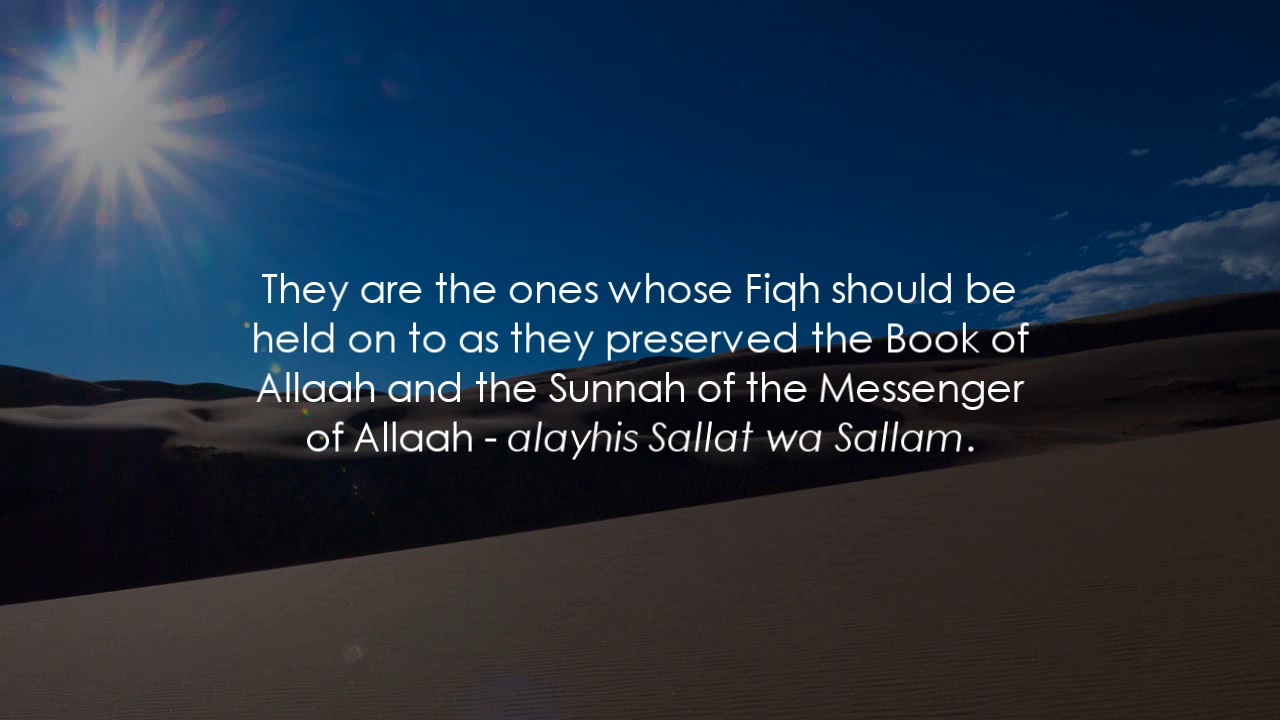 They are the ones whose Fiqh should be
held on to as they preserved the Book of
Allaah and the Sunnah of the Messenger
of Allaah - alayhis Sallat wa Sallam.